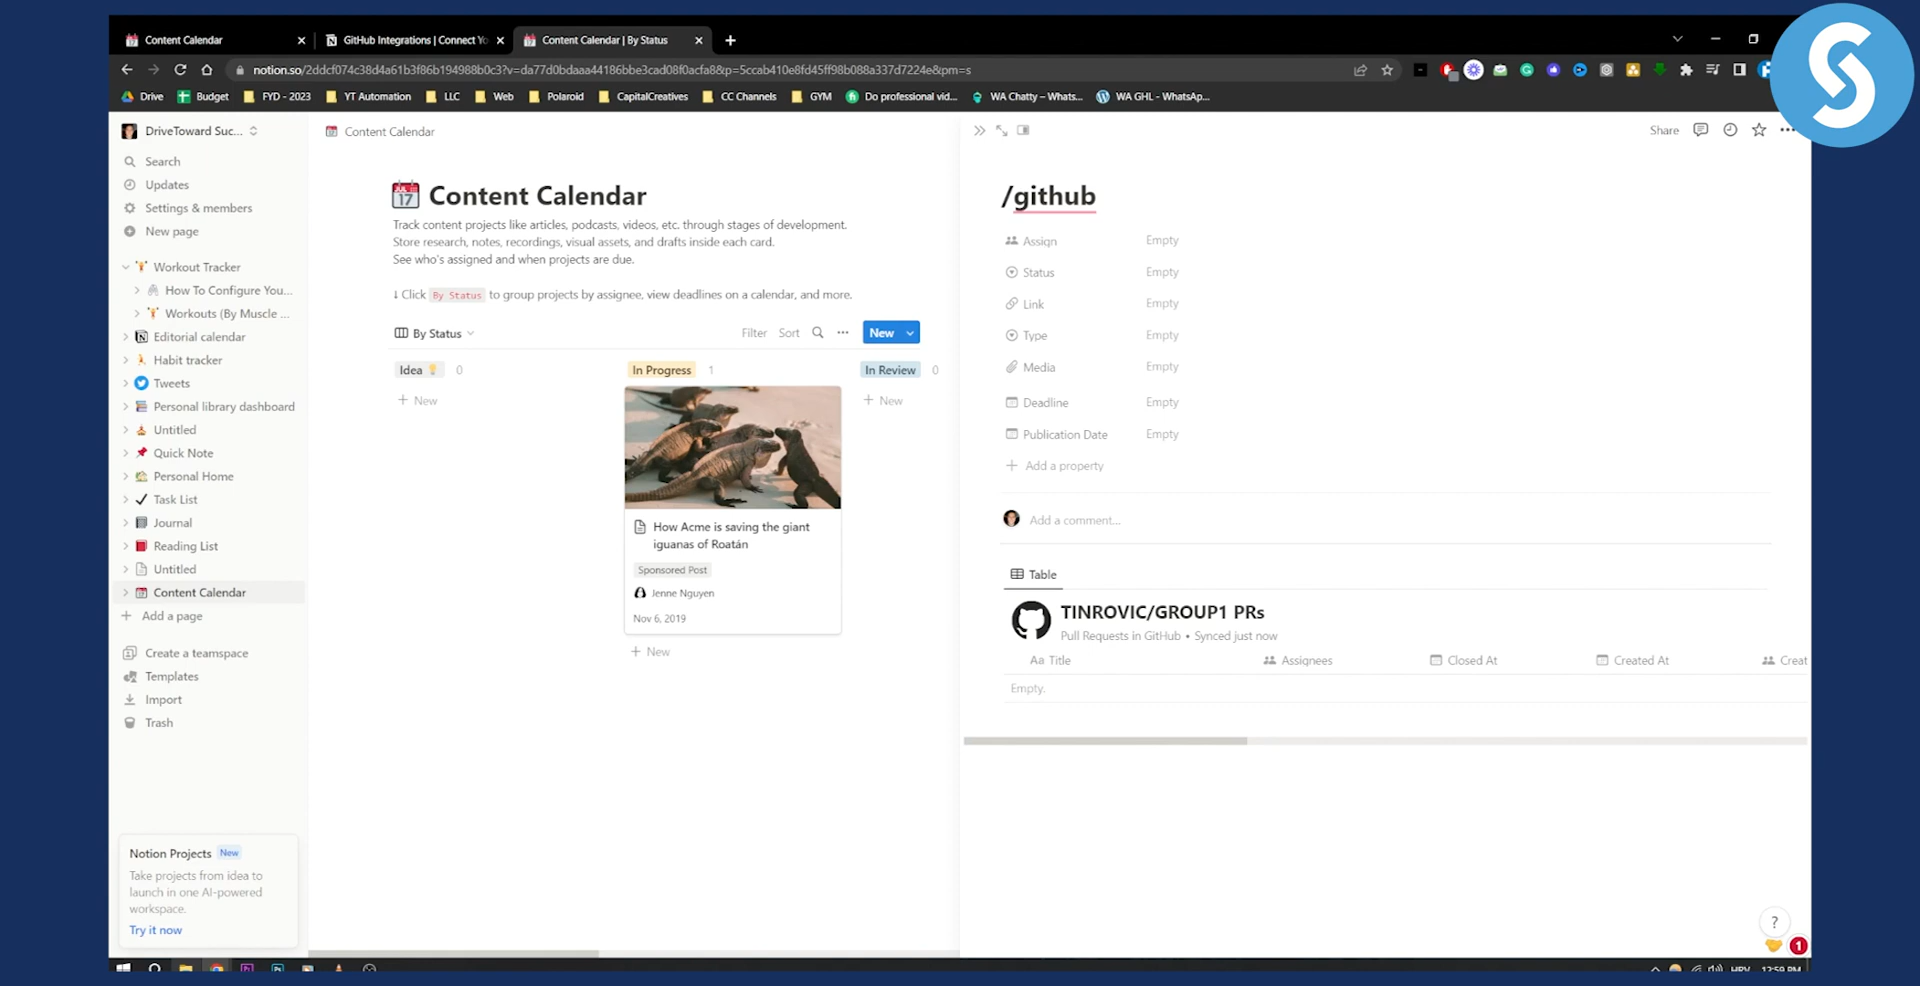 Content Calendar
GitHub Integrations | Connect Yo
Content Calendar | By Status
notion.so/2ddcf074c38d4a61b3f86b194988b0c3?v=da77d0bdaaa44186bbe3cad08f0acfa8&p=5ccab410e8fd45ff98b088a337d7224e&pm=s
Drive
Budget
FYD - 2023
YT Automation
LLC
Web
Polaroid
CapitalCreatives
CC Channels
GYM
Do professional vid...
WA Chatty – Whats...
WA GHL - WhatsAp...
DriveToward Suc...
Search
Updates
Settings & members
New page
Workout Tracker
How To Configure You...
Workouts (By Muscle ...
Editorial calendar
Habit tracker
Tweets
Personal library dashboard
Untitled
Quick Note
Personal Home
Task List
Journal
Reading List
Untitled
Content Calendar
Add a page
Create a teamspace
Templates
Import
Trash
Notion Projects New
Take projects from idea to
launch in one AI-powered
workspace.
Try it now
Content Calendar
JUL
17
Content Calendar
Track content projects like articles, podcasts, videos, etc. through stages of development.
Store research, notes, recordings, visual assets, and drafts inside each card.
See who's assigned and when projects are due.
↓ Click By Status to group projects by assignee, view deadlines on a calendar, and more.
By Status
Filter Sort
New
Idea 0
+ New
In Progress 1
How Acme is saving the giant
iguanas of Roatán
Sponsored Post
Jenne Nguyen
Nov 6, 2019
+ New
In Review 0
+ New
Share
/github
Assign Empty
Status Empty
Link Empty
Type Empty
Media Empty
Deadline Empty
Publication Date Empty
+ Add a property
Add a comment...
Table
TINROVIC/GROUP1 PRs
Pull Requests in GitHub • Synced just now
Aa Title
Assignees
Closed At
Created At
Creat
Empty.
?
1
HRV 12:59 PM